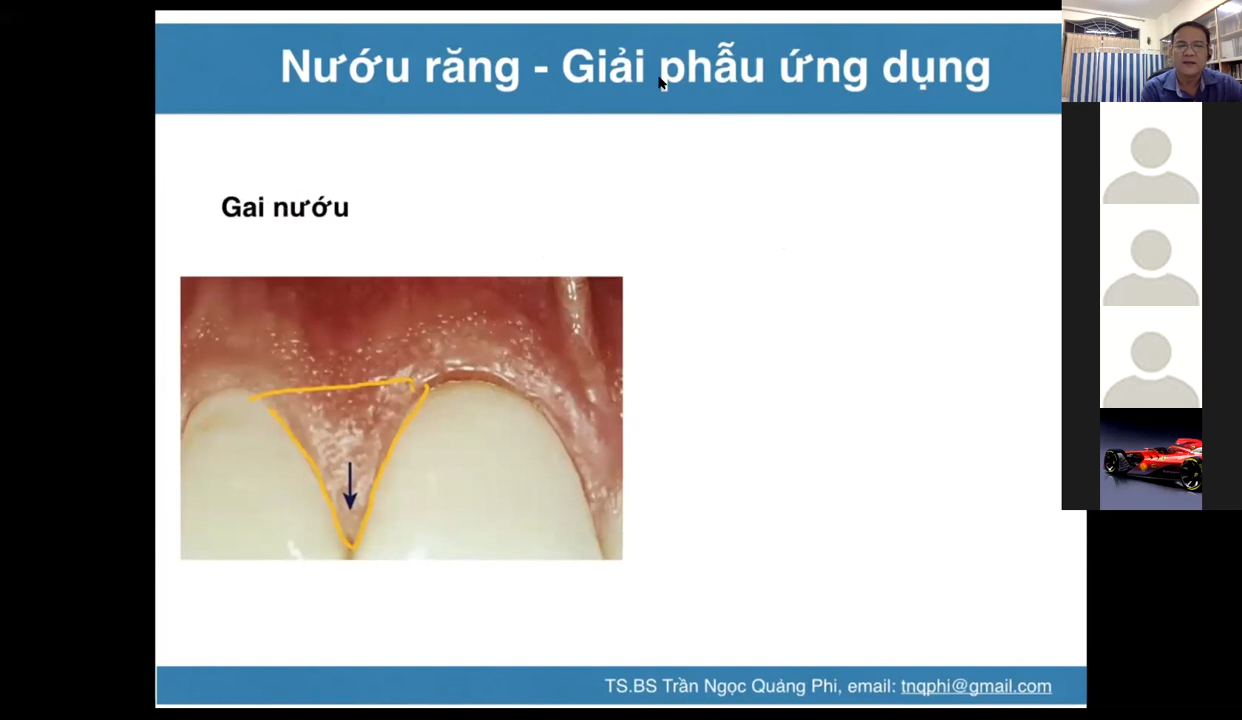 Nướu răng - Giải phẫu ứng dụng
Gai nướu
TS.BS Trần Ngọc Quảng Phi, email: tnqphi@gmail.com